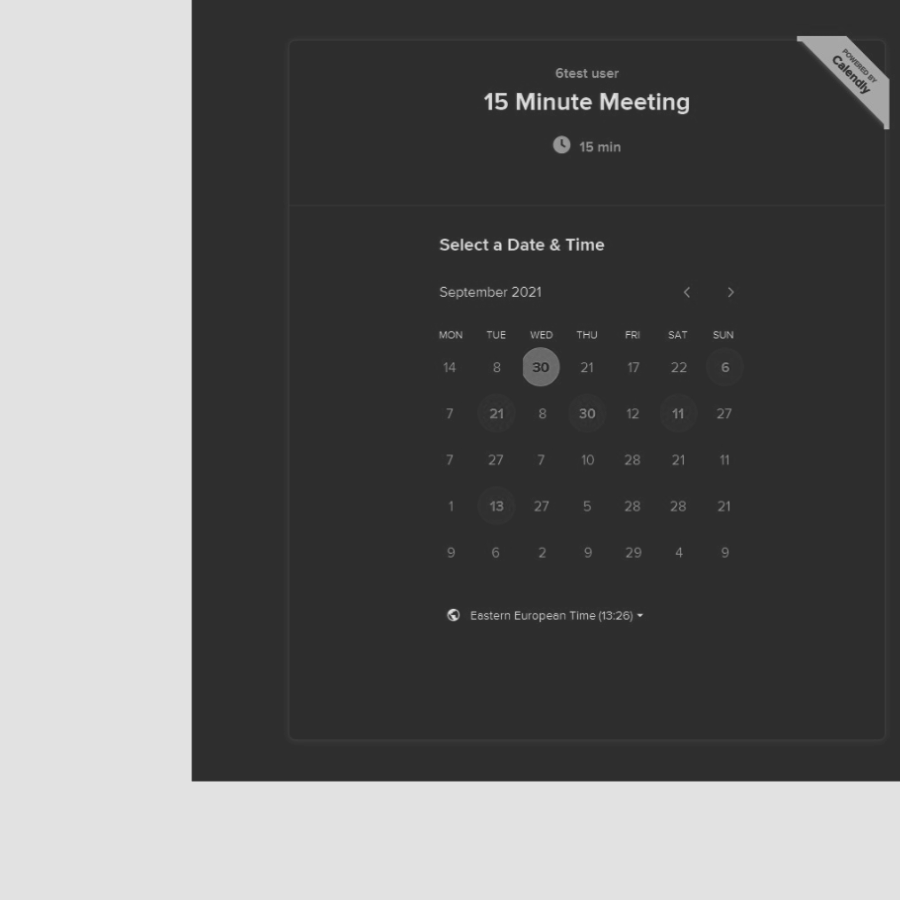 POWERED BY
Calendly
6test user
15 Minute Meeting
15 min
Select a Date & Time
September 2021
MON TUE WED THU FRI SAT SUN
14 8 30 21 17 22 6
7 21 8 30 12 11 27
7 27 7 10 28 21 11
1 13 27 5 28 28 21
9 6 2 9 29 4 9
Eastern European Time (13:26)